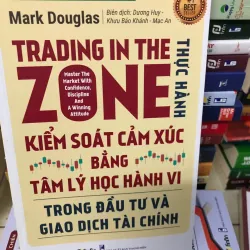 #1 BEST
Mark Douglas
Biên dịch: Dương Huy -
Khưu Bảo Khánh - Mạc An
TRADING IN THE
Master The
Market With
Confidence,
Discipline
And
A Winning
Attitude
ZONE
THỰC HÀNH
KIỂM SOÁT CẢM XÚC
BẰNG
TÂM LÝ HỌC HÀNH VI
TRONG ĐẦU TƯ VÀ
GIAO DỊCH TÀI CHÍNH